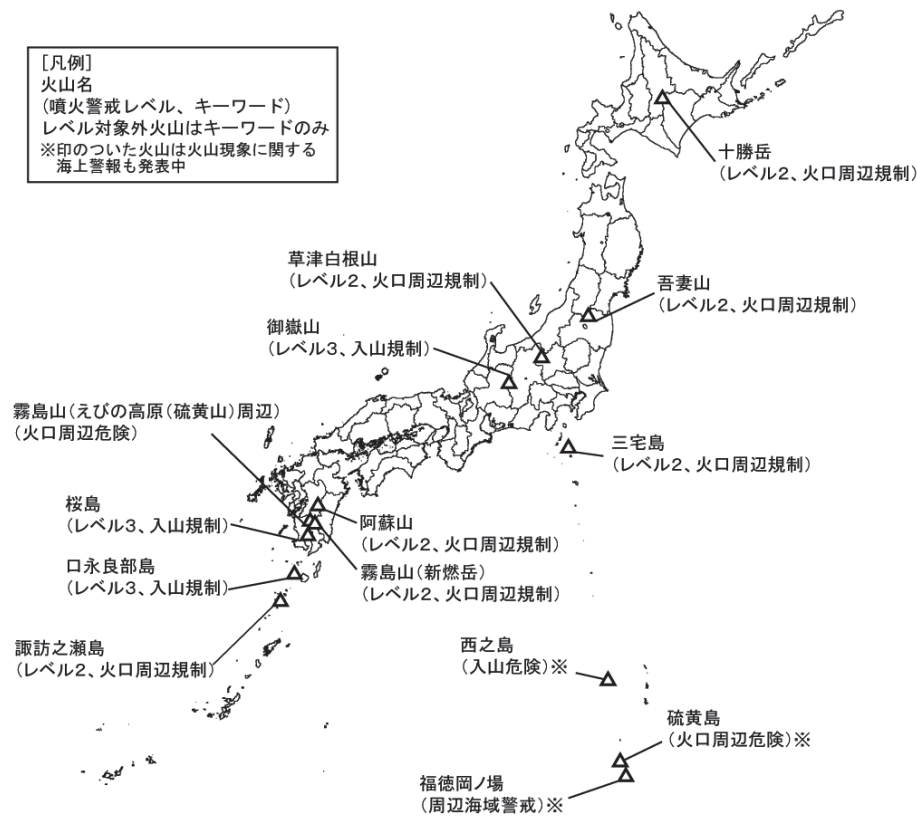 [凡例]
火山名
(噴火警戒レベル、キーワード)
レベル対象外火山はキーワードのみ
※印のついた火山は火山現象に関する
海上警報も発表中
十勝岳
(レベル2、火口周辺規制)
草津白根山
(レベル2、火口周辺規制)
吾妻山
(レベル2、火口周辺規制)
御嶽山
(レベル3、入山規制)
霧島山(えびの高原(硫黄山)周辺)
(火口周辺危険)
三宅島
(レベル2、火口周辺規制)
桜島
(レベル3、入山規制)
阿蘇山
(レベル2、火口周辺規制)
口永良部島
(レベル3、入山規制)
霧島山(新燃岳)
(レベル2、火口周辺規制)
諏訪之瀬島
(レベル2、火口周辺規制)
西之島
(入山危険)※
硫黄島
(火口周辺危険)※
福徳岡ノ場
(周辺海域警戒)※